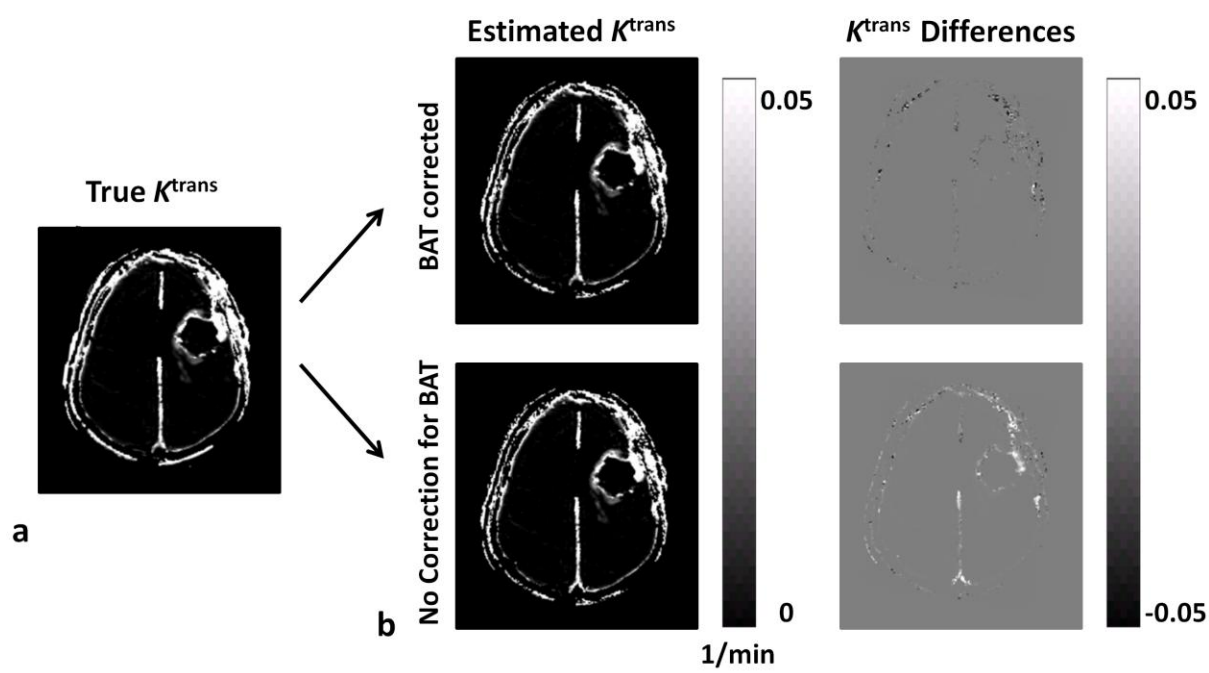 Estimated Ktrans
Ktrans Differences
True Ktrans
BAT corrected
0.05
0.05
No Correction for BAT
0
-0.05
1/min
a
b